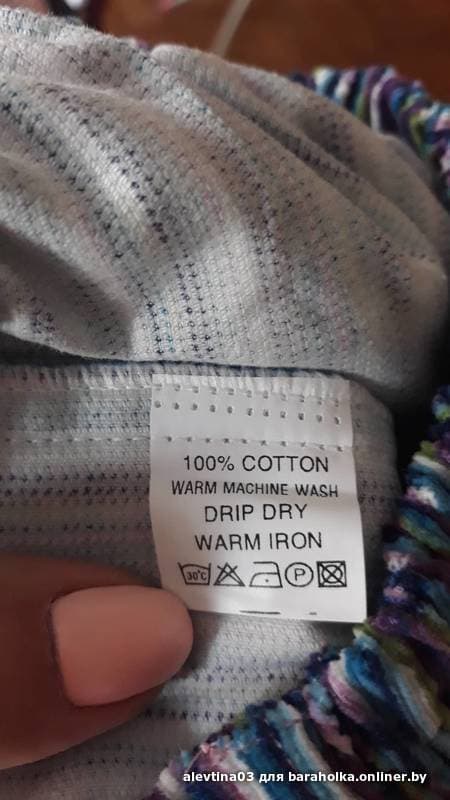 100% COTTON
WARM MACHINE WASH
DRIP DRY
WARM IRON
30°C P
alevtina03 для baraholka.onliner.by